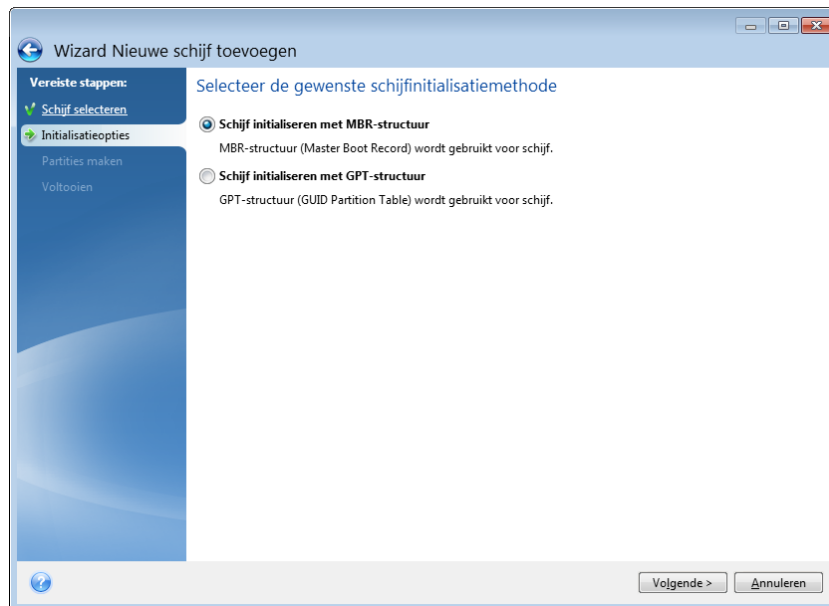 Wizard Nieuwe schijf toevoegen
Vereiste stappen:
Schijf selecteren
Initialisatieopties
Partities maken
Voltooien
Selecteer de gewenste schijfinitialisatiemethode
Schijf initialiseren met MBR-structuur
MBR-structuur (Master Boot Record) wordt gebruikt voor schijf.
Schijf initialiseren met GPT-structuur
GPT-structuur (GUID Partition Table) wordt gebruikt voor schijf.
?
Volgende >
Annuleren